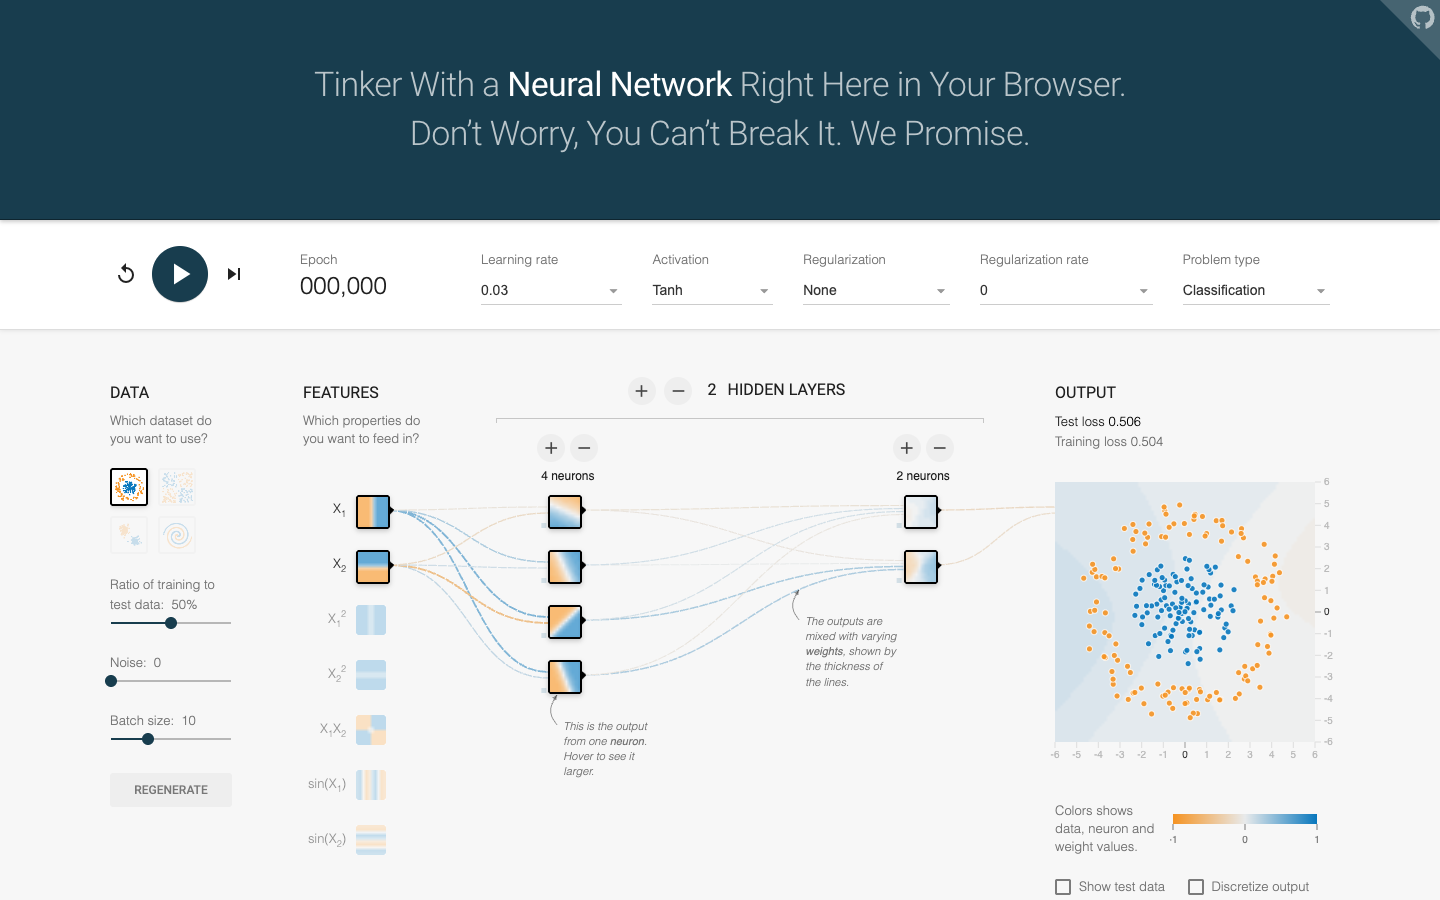 Tinker With a Neural Network Right Here in Your Browser.
Don’t Worry, You Can’t Break It. We Promise.
Epoch
000,000
Learning rate
0.03
Activation
Tanh
Regularization
None
Regularization rate
0
Problem type
Classification
DATA
Which dataset do
you want to use?
Ratio of training to
test data: 50%
Noise: 0
Batch size: 10
REGENERATE
FEATURES
Which properties do
you want to feed in?
X1
X2
X1²
X2²
X1X2
sin(X1)
sin(X2)
2 HIDDEN LAYERS
4 neurons
2 neurons
This is the output
from one neuron.
Hover to see it
larger.
The outputs are
mixed with varying
weights, shown by
the thickness of
the lines.
OUTPUT
Test loss 0.506
Training loss 0.504
6
5
4
3
2
1
0
-1
-2
-3
-4
-5
-6
-6 -5 -4 -3 -2 -1 0 1 2 3 4 5 6
Colors shows
data, neuron and
weight values.
-1 0 1
Show test data
Discretize output